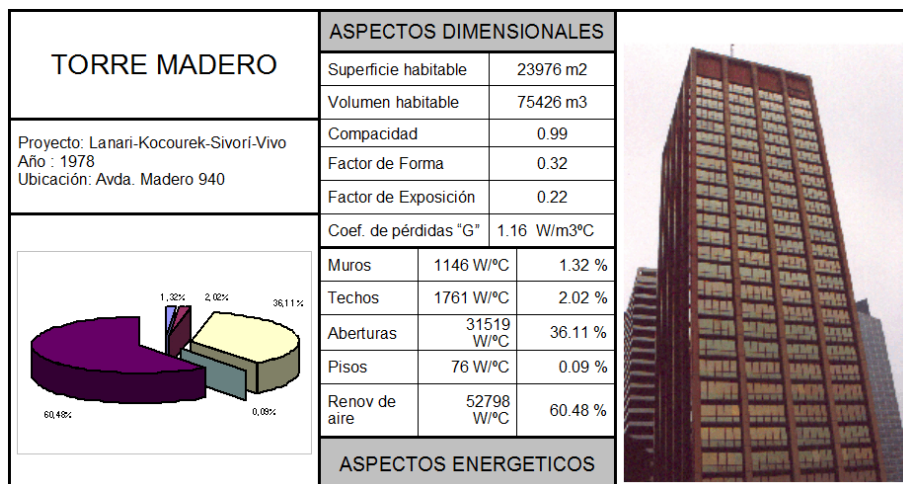 TORRE MADERO
Proyecto: Lanari-Kocourek-Sivorí-Vivo
Año : 1978
Ubicación: Avda. Madero 940
1,32%
2,02%
36,11%
60,48%
0,09%
ASPECTOS DIMENSIONALES
Superficie habitable 23976 m2
Volumen habitable 75426 m3
Compacidad 0.99
Factor de Forma 0.32
Factor de Exposición 0.22
Coef. de pérdidas “G” 1.16 W/m3ºC
Muros 1146 W/ºC 1.32 %
Techos 1761 W/ºC 2.02 %
Aberturas 31519 W/ºC 36.11 %
Pisos 76 W/ºC 0.09 %
Renov de aire 52798 W/ºC 60.48 %
ASPECTOS ENERGETICOS